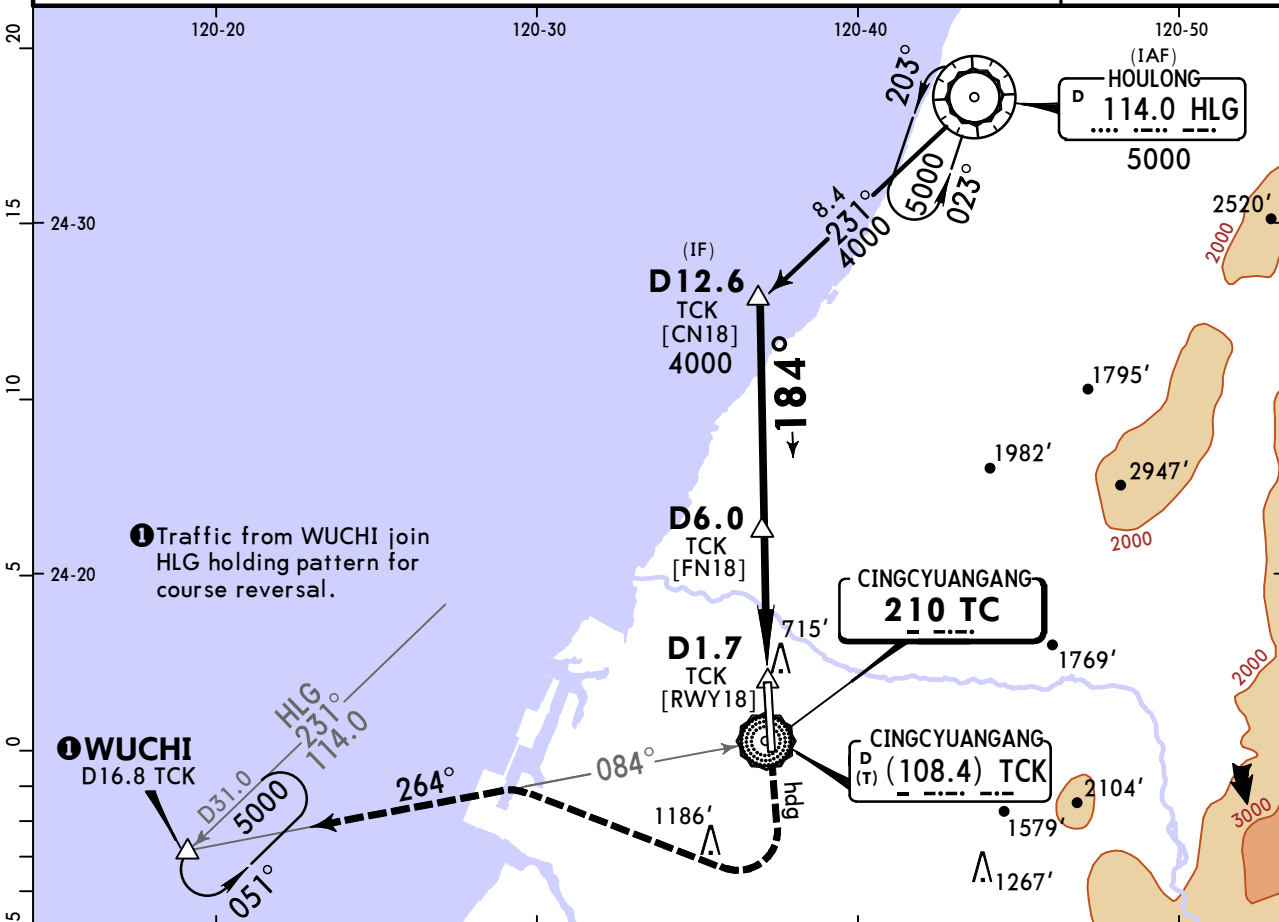 120-20
120-30
120-40
120-50
20
15
10
5
0
5
24-30
24-20
(IAF)
HOULONG
D 114.0 HLG
5000
203°
5000
023°
8.4
231°
4000
(IF)
D12.6
TCK
[CN18]
4000
184°
2520'
2000
1795'
1982'
2947'
2000
D6.0
TCK
[FN18]
❶Traffic from WUCHI join
HLG holding pattern for
course reversal.
CINGCYUANGANG
210 TC
715'
D1.7
TCK
[RWY18]
1769'
2000
CINGCYUANGANG
D
(T) (108.4) TCK
HLG
231°
114.0
❶WUCHI
D16.8 TCK
D31.0
5000
051°
264°
084°
hdg
1186'
2104'
1579'
1267'
3000